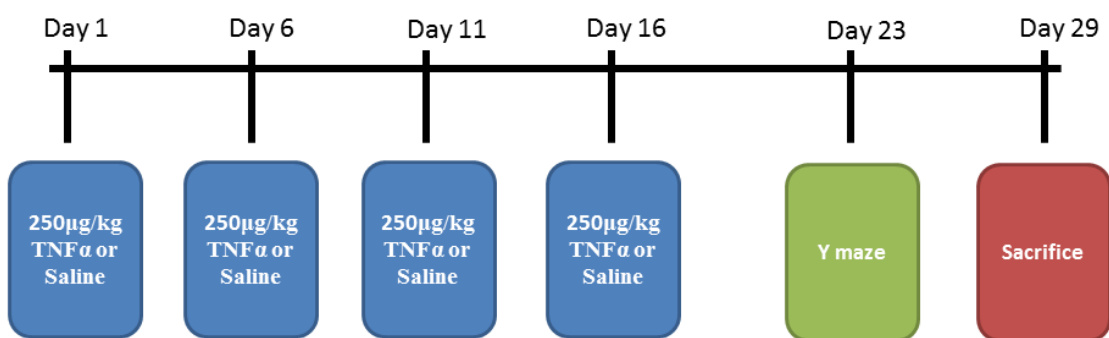 Day 1
Day 6
Day 11
Day 16
Day 23
Day 29
250µg/kg
TNFα or
Saline
250µg/kg
TNFα or
Saline
250µg/kg
TNFα or
Saline
250µg/kg
TNFα or
Saline
Y maze
Sacrifice